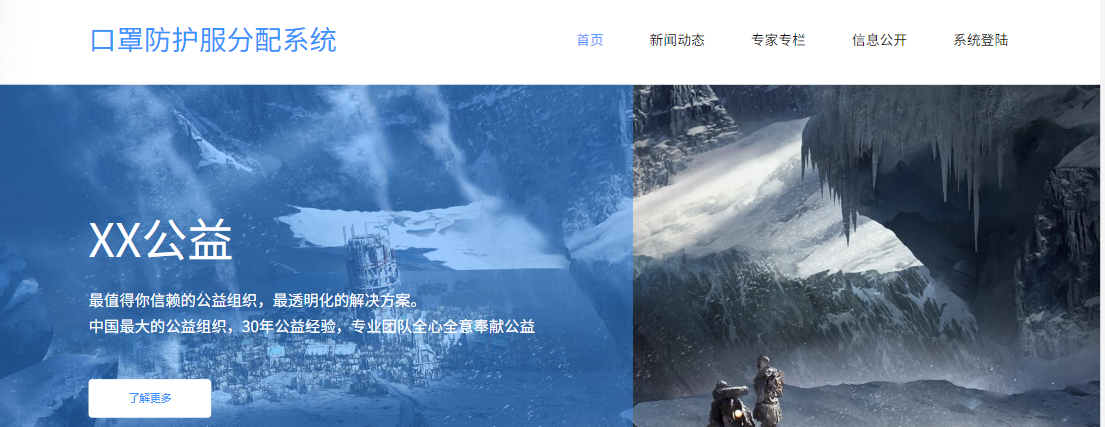 口罩防护服分配系统
首页 新闻动态 专家专栏 信息公开 系统登陆
XX公益
最值得你信赖的公益组织，最透明化的解决方案。
中国最大的公益组织，30年公益经验，专业团队全心全意奉献公益
了解更多